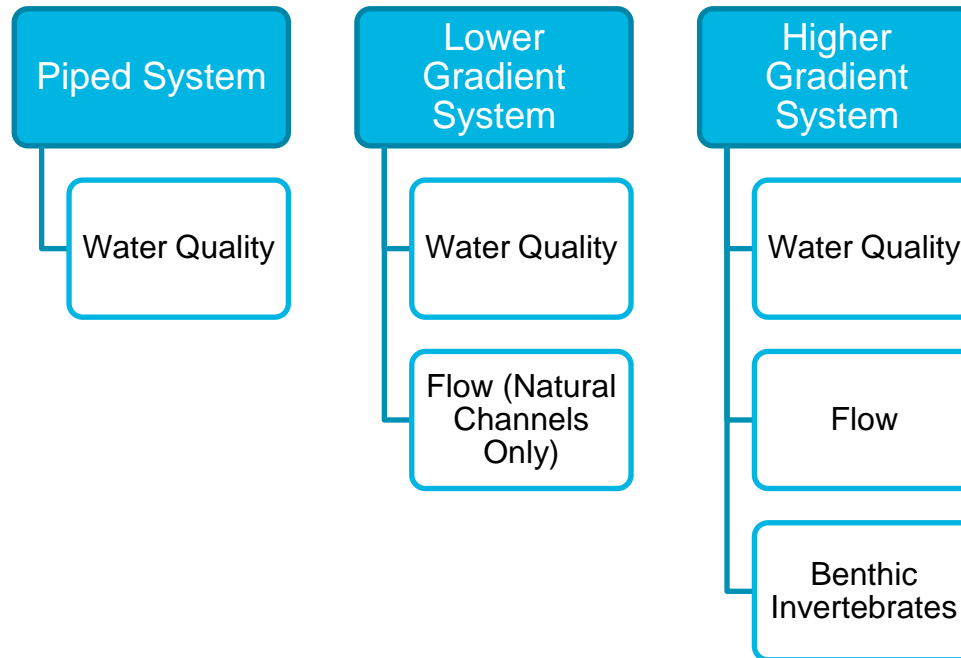 Piped System
Water Quality
Lower
Gradient
System
Water Quality
Flow (Natural
Channels
Only)
Higher
Gradient
System
Water Quality
Flow
Benthic
Invertebrates